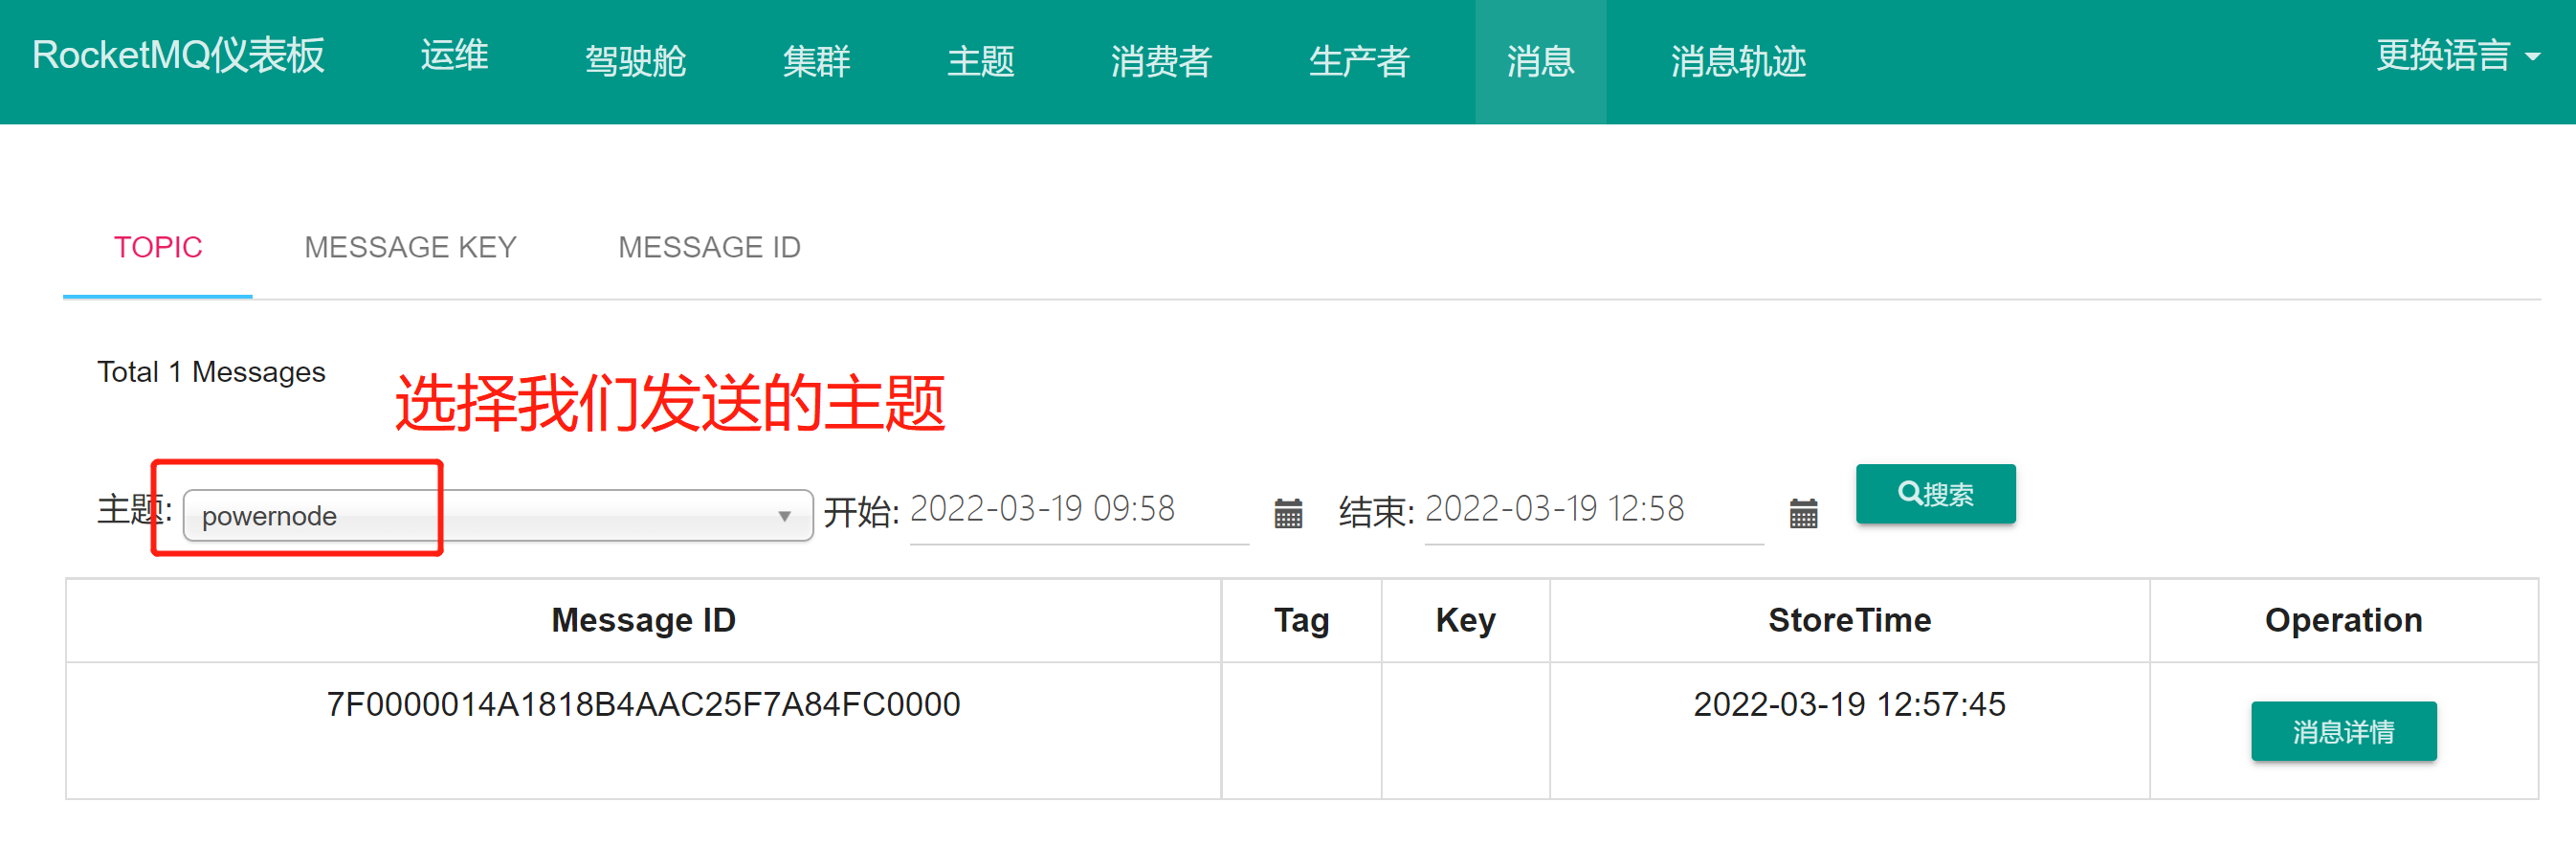 RocketMQ仪表板 运维 驾驶舱 集群 主题 消费者 生产者 消息 消息轨迹 更换语言
TOPIC MESSAGE KEY MESSAGE ID
Total 1 Messages
选择我们发送的主题
主题: powernode 开始: 2022-03-19 09:58 结束: 2022-03-19 12:58 搜索
Message ID Tag Key StoreTime Operation
7F0000014A1818B4AAC25F7A84FC0000 2022-03-19 12:57:45 消息详情